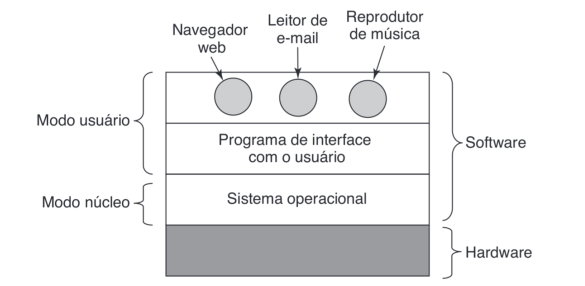 Navegador
web
Leitor de
e-mail
Reprodutor
de música
Modo usuário
Programa de interface
com o usuário
Software
Modo núcleo
Sistema operacional
Hardware